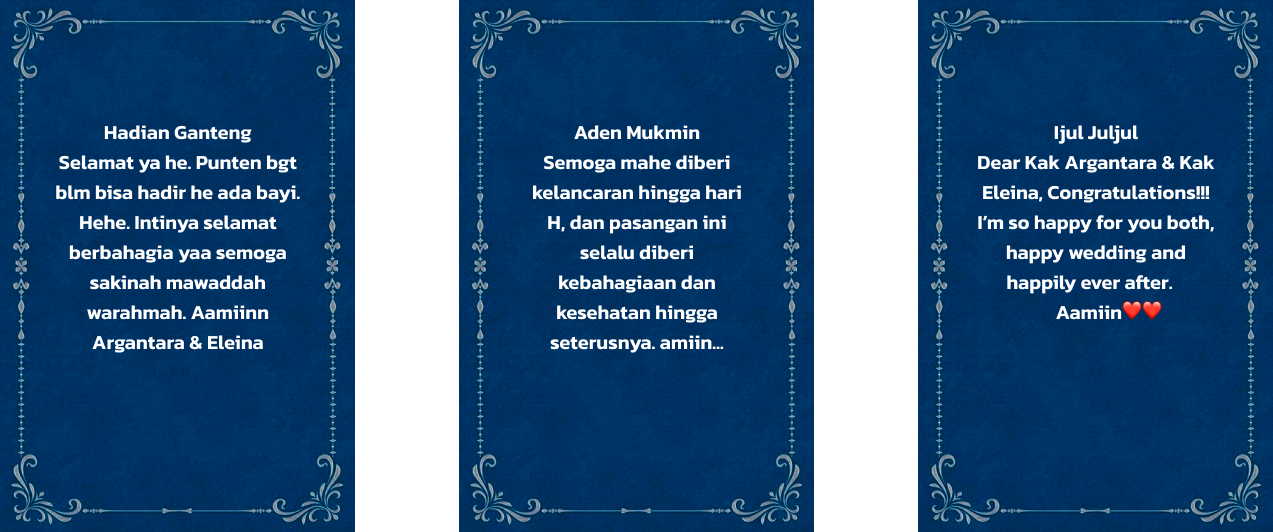 Hadian Ganteng
Selamat ya he. Punten bgt
blm bisa hadir he ada bayi.
Hehe. Intinya selamat
berbahagia yaa semoga
sakinah mawaddah
warahmah. Aamiinn
Argantara & Eleina
Aden Mukmin
Semoga mahe diberi
kelancaran hingga hari
H, dan pasangan ini
selalu diberi
kebahagiaan dan
kesehatan hingga
seterusnya. amiin...
Ijul Juljul
Dear Kak Argantara & Kak
Eleina, Congratulations!!!
I'm so happy for you both,
happy wedding and
happily ever after.
Aamiin❤️❤️